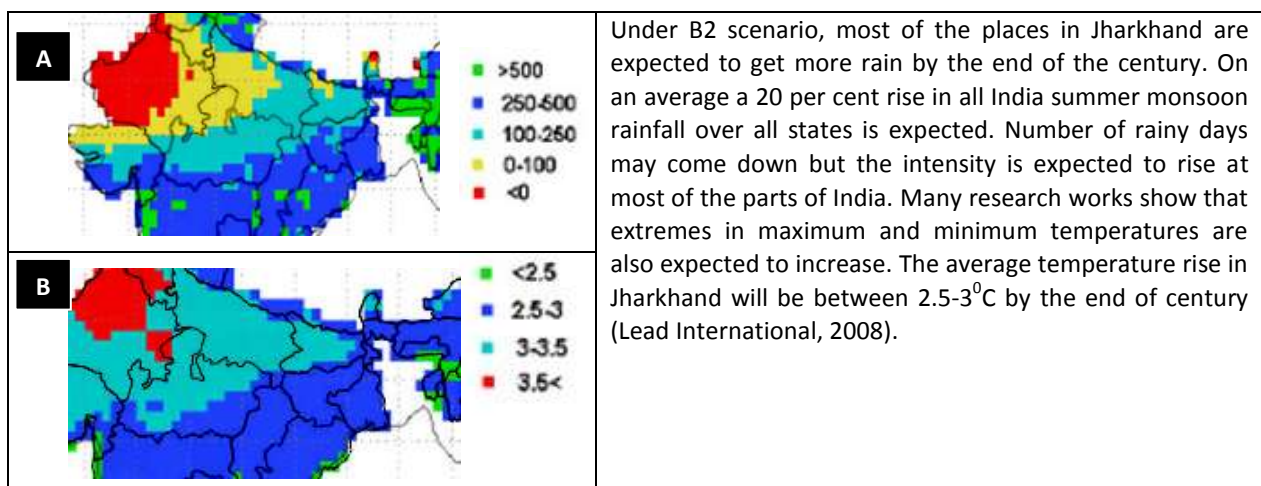 A
>500
250-500
100-250
0-100
<0
B
<2.5
2.5-3
3-3.5
3.5<
Under B2 scenario, most of the places in Jharkhand are
expected to get more rain by the end of the century. On
an average a 20 per cent rise in all India summer monsoon
rainfall over all states is expected. Number of rainy days
may come down but the intensity is expected to rise at
most of the parts of India. Many research works show that
extremes in maximum and minimum temperatures are
also expected to increase. The average temperature rise in
Jharkhand will be between 2.5-3⁰C by the end of century
(Lead International, 2008).